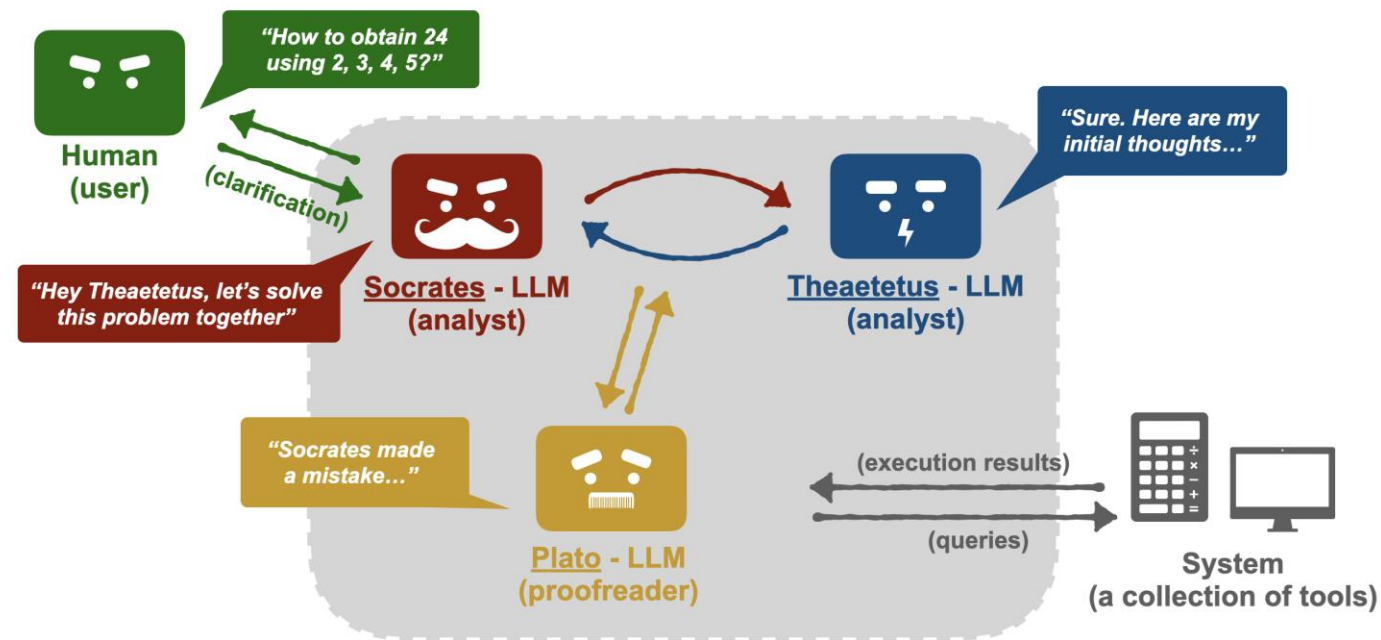 “How to obtain 24
using 2, 3, 4, 5?”
Human
(user)
(clarification)
“Sure. Here are my
initial thoughts…”
“Hey Theaetetus, let’s solve
this problem together”
Socrates - LLM
(analyst)
Theaetetus - LLM
(analyst)
“Socrates made
a mistake…”
Plato - LLM
(proofreader)
(execution results)
(queries)
÷
×
−
+
=
System
(a collection of tools)